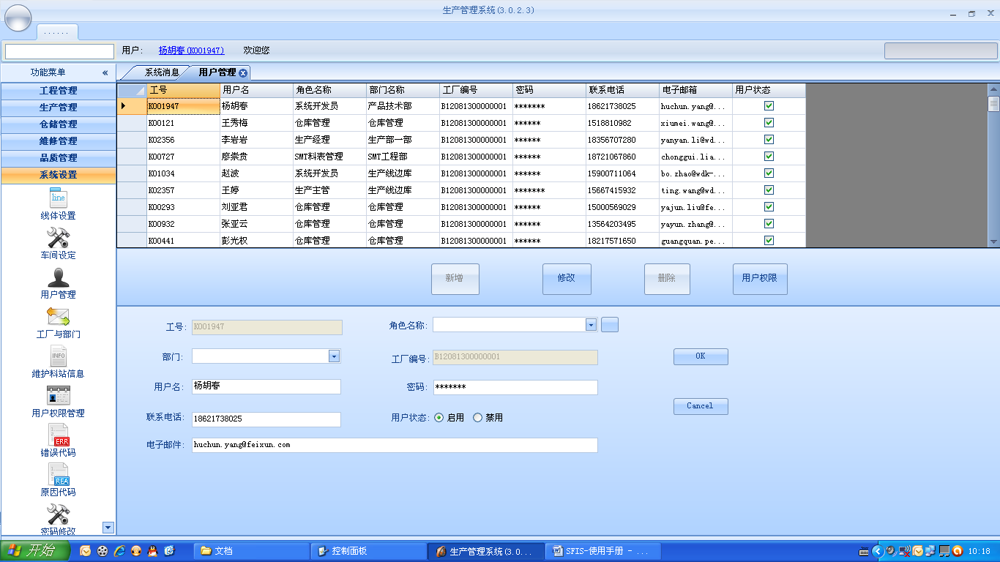 生产管理系统(3.0.2.3)
......
用户: 杨胡春(K001947) 欢迎您
功能菜单 «
系统消息 用户管理
工程管理
生产管理
仓储管理
维修管理
品质管理
系统设置
line
线体设置
车间设定
用户管理
工厂与部门
INFO
维护料站信息
用户权限管理
ERR
错误代码
REA
原因代码
密码修改
工号 用户名 角色名称 部门名称 工厂编号 密码 联系电话 电子邮箱 用户状态
K001947 杨胡春 系统开发员 产品技术部 B12081300000001 ******* 18621738025 huchun.yang@...
K00121 王秀梅 仓库管理 仓库管理 B12081300000001 ****** 1518810982 xiumei.wang@...
K02356 李岩岩 生产经理 生产部一部 B12081300000001 ****** 18356707280 yanyan.li@wd...
K00727 廖崇贵 SMT料表管理 SMT工程部 B12081300000001 ****** 18721067860 chonggui.lia...
K01034 赵波 系统开发员 生产线边库 B12081300000001 ****** 15900711064 bo.zhao@wdk-...
K02357 王婷 生产主管 生产线边库 B12081300000001 ******* 15667415932 ting.wang@wd...
K00293 刘亚君 仓库管理 仓库管理 B12081300000001 ****** 15000569029 yajun.liu@fe...
K00932 张亚云 仓库管理 仓库管理 B12081300000001 ****** 13564203495 yayun.zhang@...
K00441 彭光权 仓库管理 仓库管理 B12081300000001 ****** 18217571650 guangquan.pe...
新增 修改 删除 用户权限
工号: K001947 角色名称:
部门: 工厂编号: B12081300000001 OK
用户名: 杨胡春 密码: *******
Cancel
联系电话: 18621738025 用户状态: 启用 禁用
电子邮件: huchun.yang@feixun.com
开始 文档 控制面板 生产管理系统(3.0... SFIS-使用手册 - ... 10:18